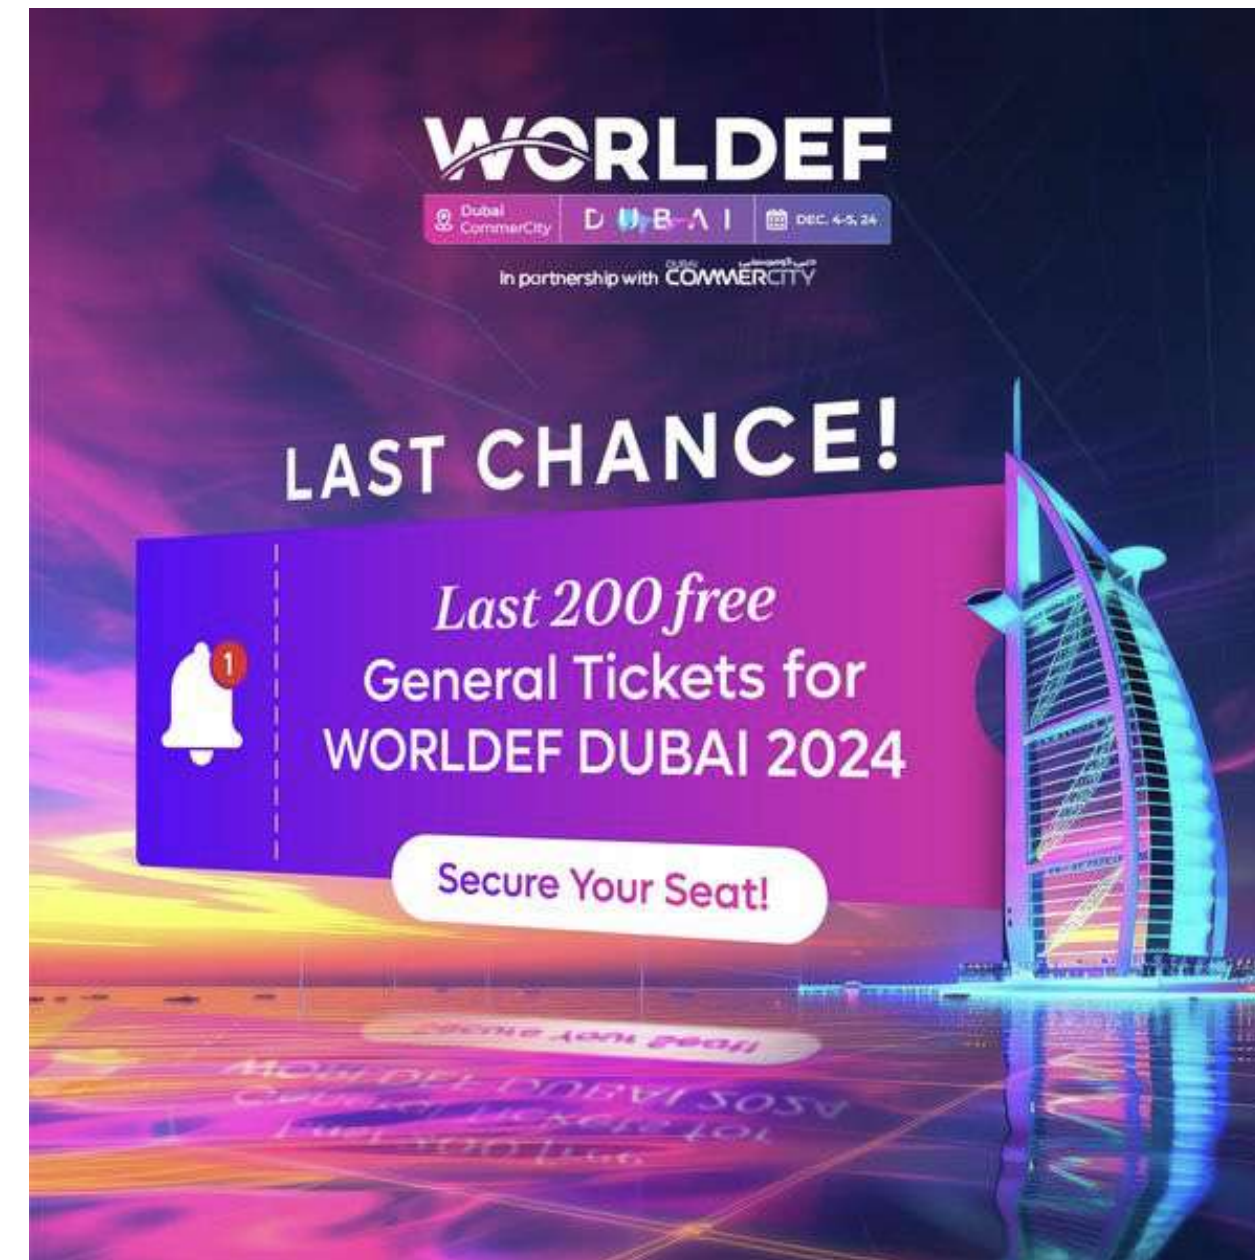 WORLDEF
Dubai
CommerCity
DUBAI
DEC. 4-5, 24
In partnership with DUBAI COMMERCITY
LAST CHANCE!
1
Last 200 free
General Tickets for
WORLDEF DUBAI 2024
Secure Your Seat!